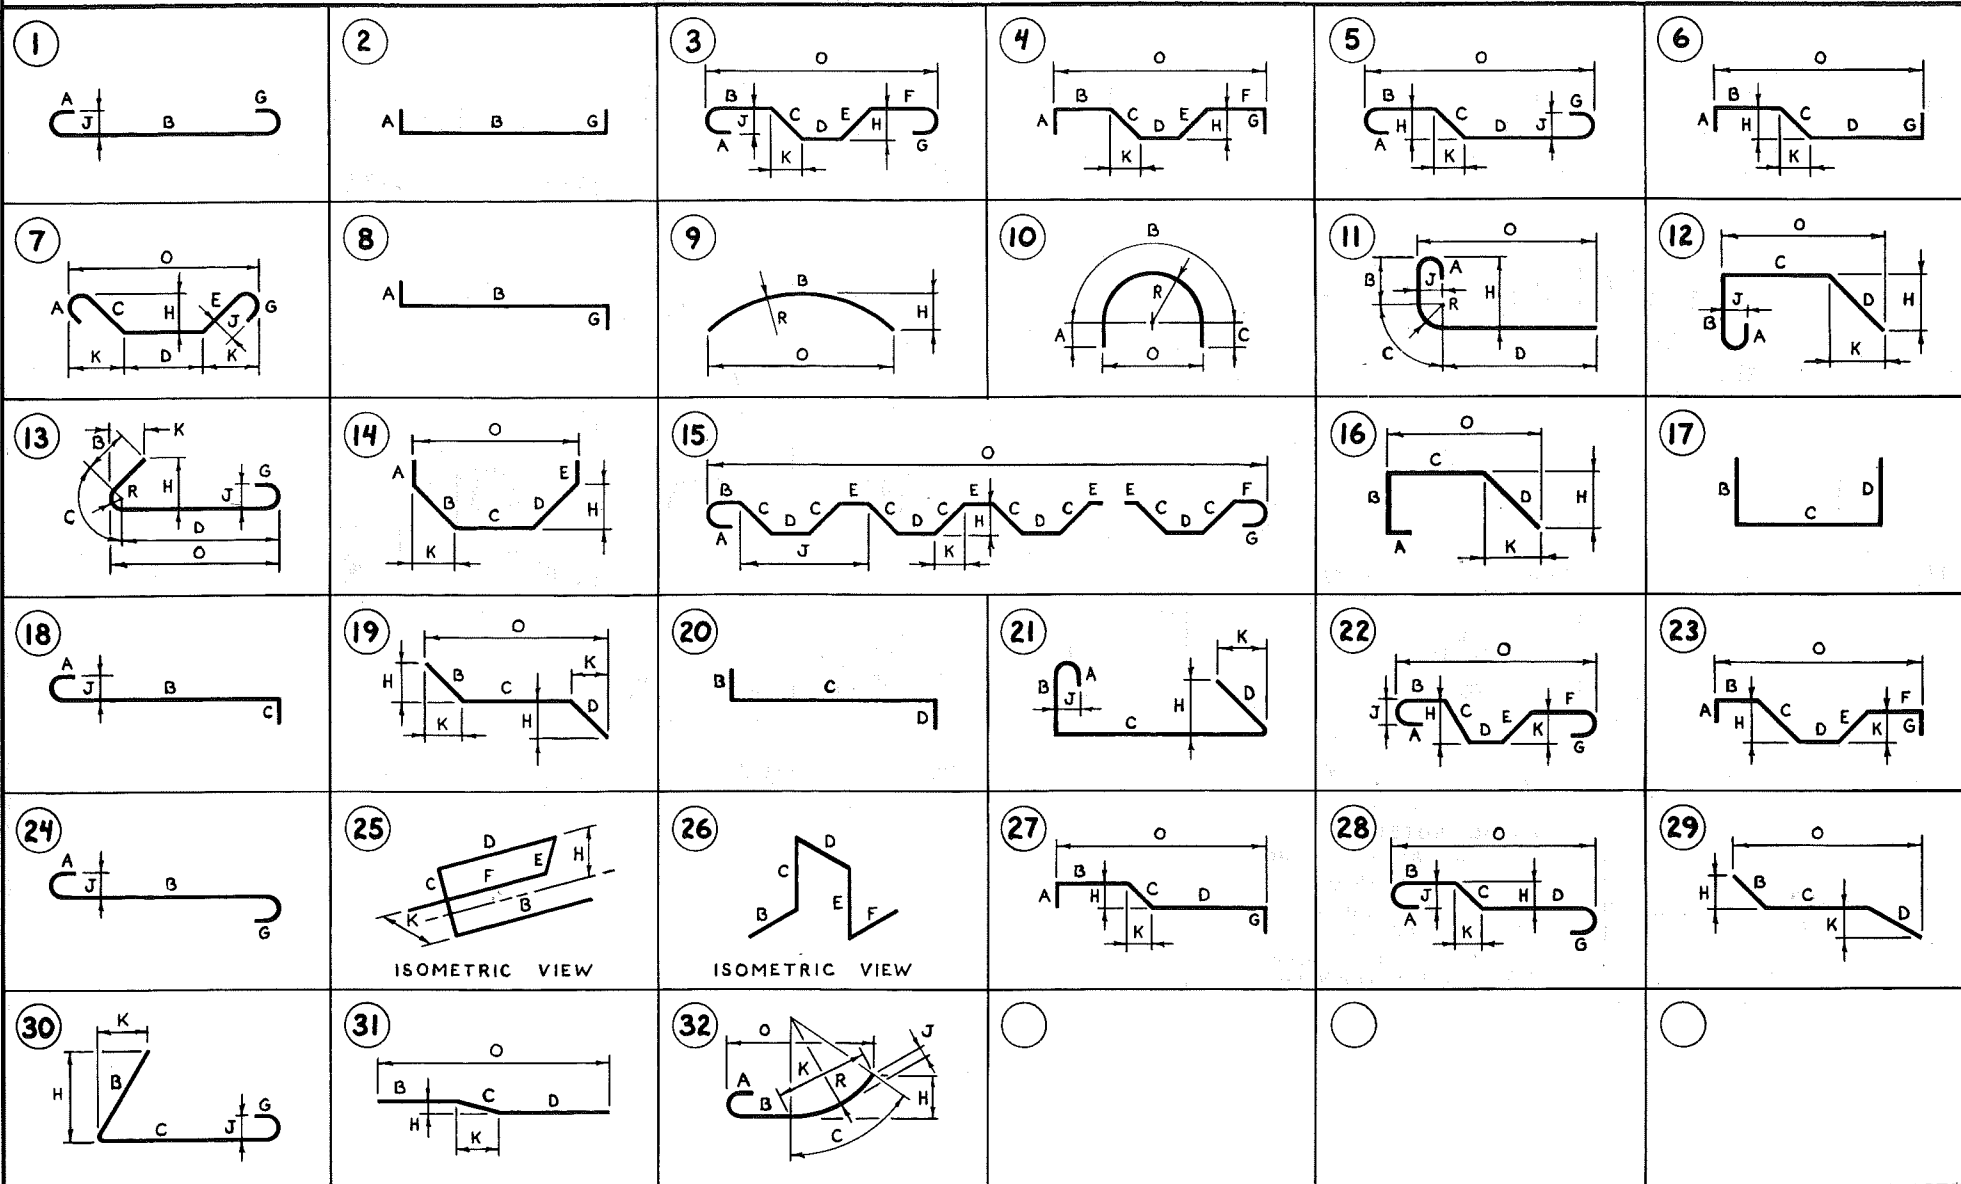 1
A J B G
2
A B G
3
O
B C E F
J D H
A G
K
4
O
B C E F
A D H G
K
5
O
B C G
H D J
A
K
6
O
B
A H C D G
K
7
O
A C H E G
J
K D K
8
A B
G
9
B
R H
O
10
B
R
A C
O
11
O
A
B J H
R
C D
12
O
C
J D H
B A
K
13
B K
G
R H J
C D
O
14
O
A E
B C D H
K
15
O
B C E C E C E E C F
C D C D C H D C D
A J K G
16
O
C
B D H
A K
17
B C D
18
A
J B
C
19
O
K
H B C
H D
K
20
B C
D
21
K
A
B J H D
C
22
O
B F
J H C E K
A D G
23
O
B F
A H C E K G
D
24
A
J B
G
25
D
E H
C F
K B
ISOMETRIC VIEW
26
D
C
B E F
ISOMETRIC VIEW
27
O
B
A H C D
G
K
28
O
B
J C H D
A
K G
29
O
H B C
K D
30
K
B
H G
C J
31
O
B C D
H
K
32
O J
K R
A
B H
C